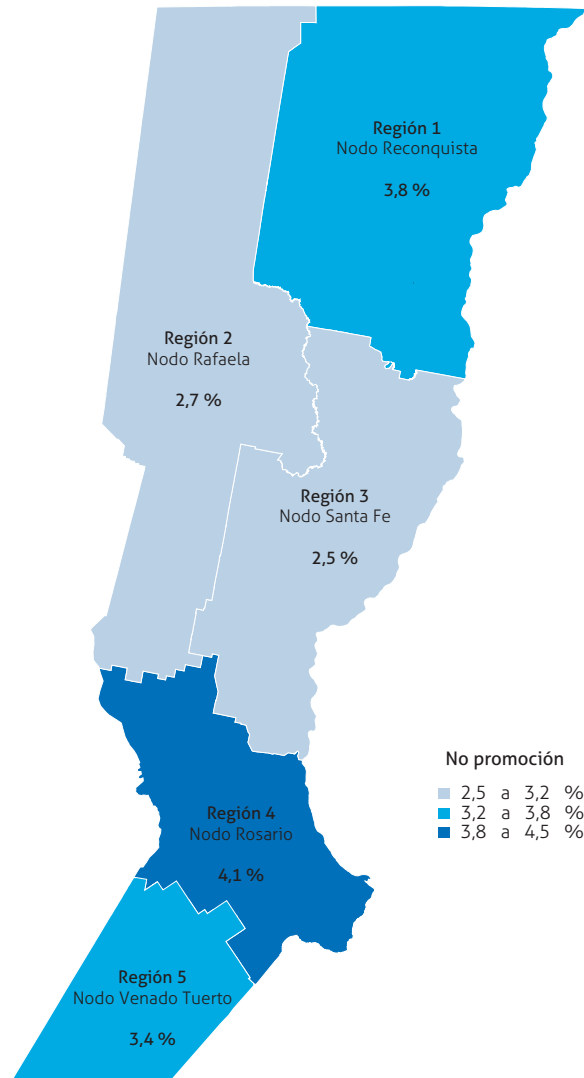 Región 1
Nodo Reconquista
3,8 %
Región 2
Nodo Rafaela
2,7 %
Región 3
Nodo Santa Fe
2,5 %
No promoción
2,5 a 3,2 %
3,2 a 3,8 %
3,8 a 4,5 %
Región 4
Nodo Rosario
4,1 %
Región 5
Nodo Venado Tuerto
3,4 %